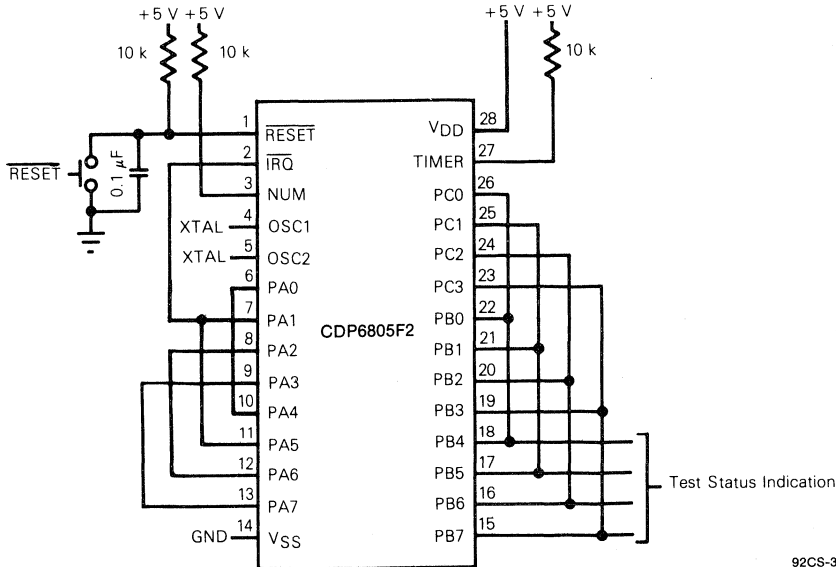 +5 V +5 V
10 k
10 k
+5 V
+5 V
10 k
RESET
0.1 µF
1
RESET
2
IRQ
3
NUM
XTAL
4
OSC1
XTAL
5
OSC2
6
PA0
7
PA1
8
PA2
9
PA3
10
PA4
11
PA5
12
PA6
13
PA7
GND
14
VSS
CDP6805F2
VDD
28
TIMER
27
PC0
26
PC1
25
PC2
24
PC3
23
PB0
22
PB1
21
PB2
20
PB3
19
PB4
18
PB5
17
PB6
16
PB7
15
Test Status Indication
92CS-3